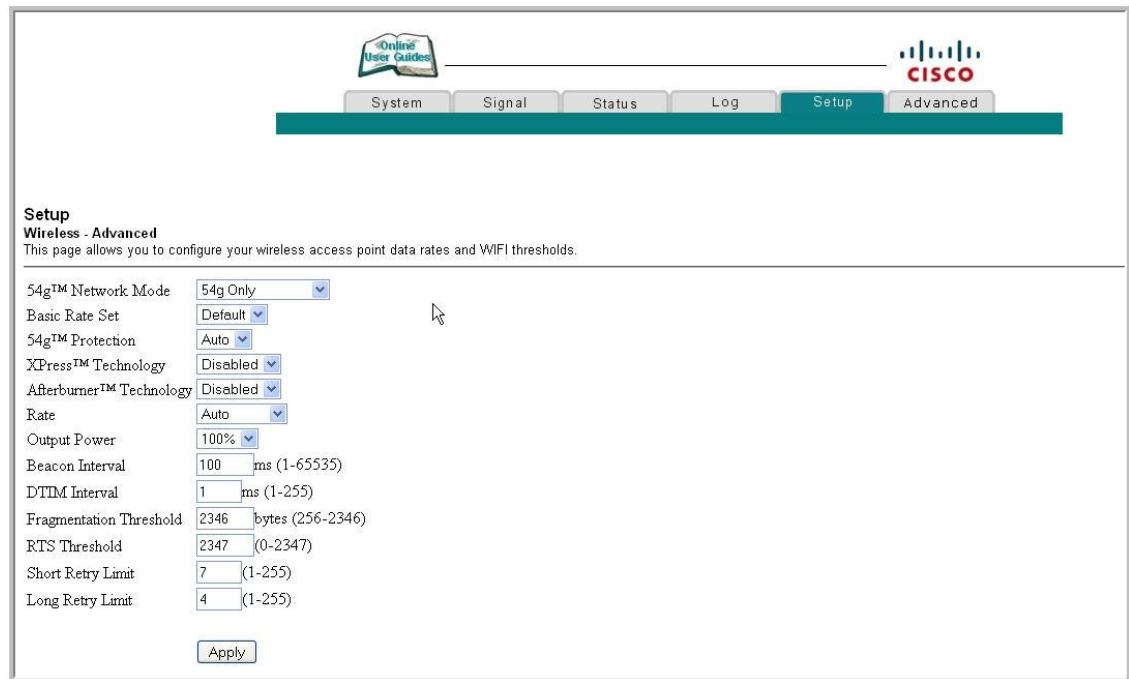 Online
User Guides
CISCO
System Signal Status Log Setup Advanced
Setup
Wireless - Advanced
This page allows you to configure your wireless access point data rates and WIFI thresholds.
54g™ Network Mode 54g Only
Basic Rate Set Default
54g™ Protection Auto
XPress™ Technology Disabled
Afterburner™ Technology Disabled
Rate Auto
Output Power 100%
Beacon Interval 100 ms (1-65535)
DTIM Interval 1 ms (1-255)
Fragmentation Threshold 2346 bytes (256-2346)
RTS Threshold 2347 (0-2347)
Short Retry Limit 7 (1-255)
Long Retry Limit 4 (1-255)
Apply